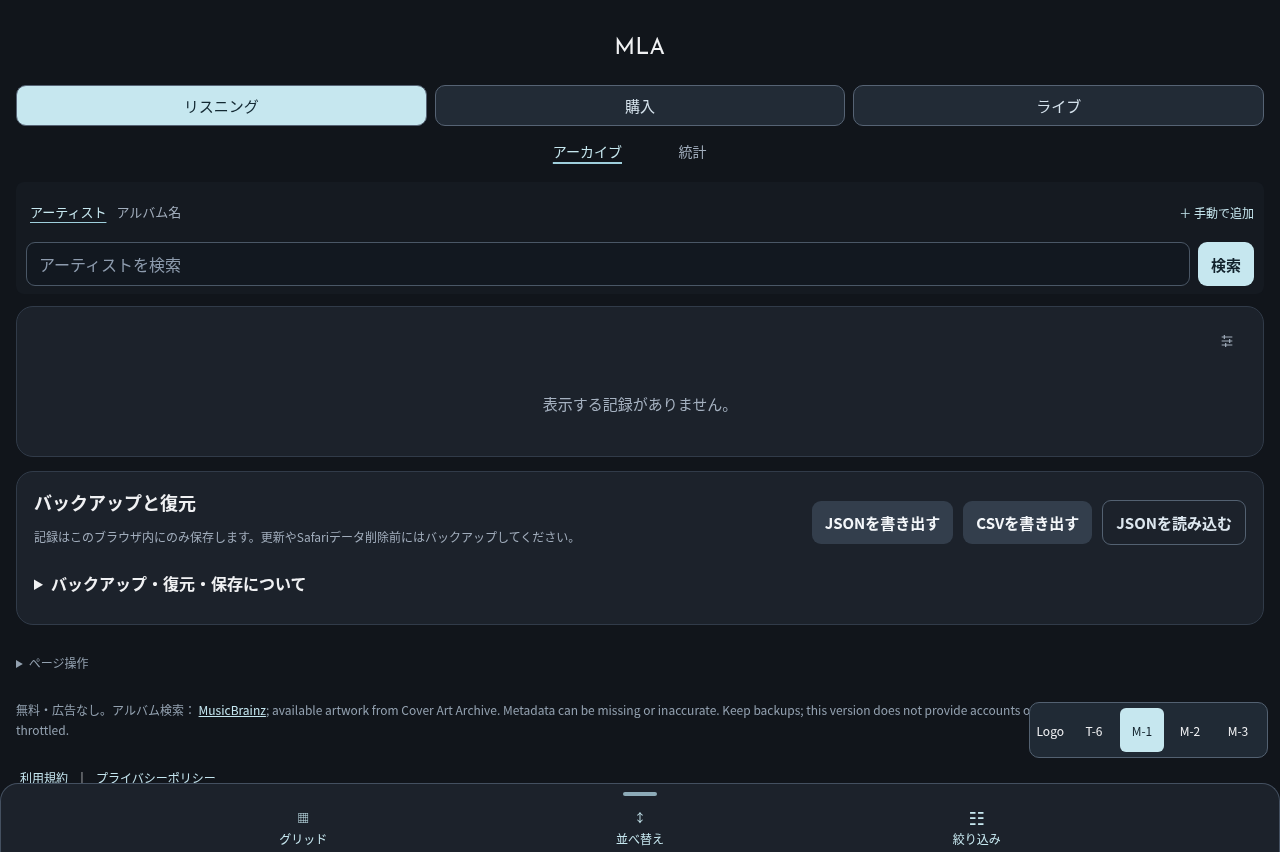 MLA
リスニング
購入
ライブ
アーカイブ
統計
アーティスト アルバム名
＋ 手動で追加
アーティストを検索
検索
表示する記録がありません。
バックアップと復元
記録はこのブラウザ内にのみ保存します。更新やSafariデータ削除前にはバックアップしてください。
JSONを書き出す
CSVを書き出す
JSONを読み込む
バックアップ・復元・保存について
ページ操作
無料・広告なし。アルバム検索： MusicBrainz; available artwork from Cover Art Archive. Metadata can be missing or inaccurate. Keep backups; this version does not provide accounts
throttled.
Logo
T-6
M-1
M-2
M-3
利用規約 | プライバシーポリシー
グリッド
並べ替え
絞り込み